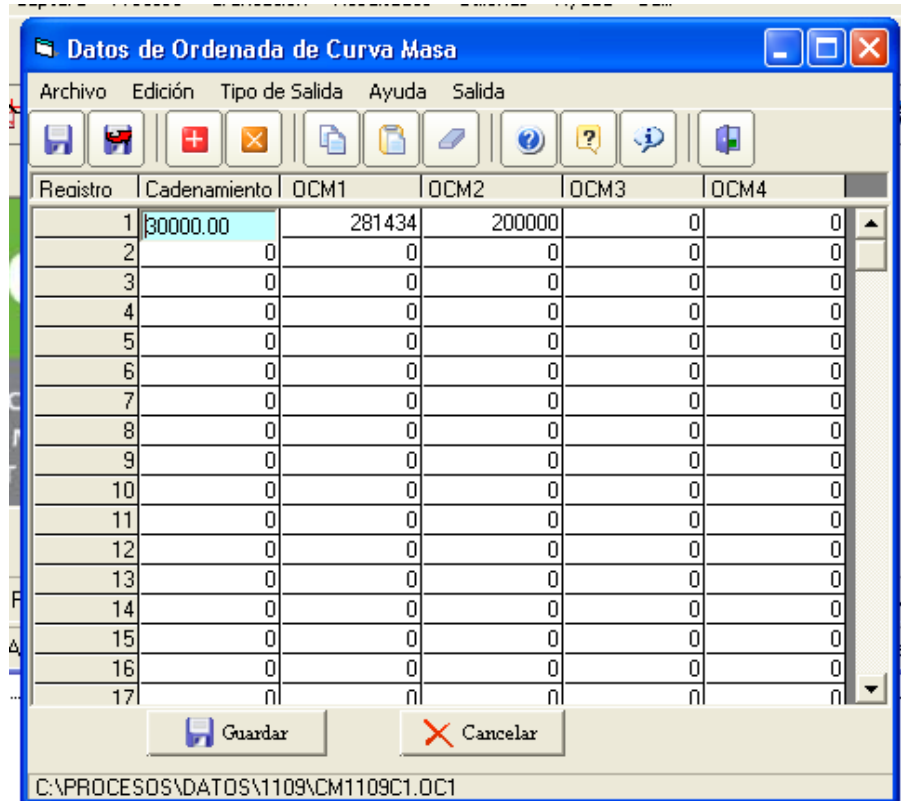 Datos de Ordenada de Curva Masa
Archivo Edición Tipo de Salida Ayuda Salida
Registro Cadenamiento OCM1 OCM2 OCM3 OCM4
1 30000.00 281434 200000 0 0
2 0 0 0 0 0
3 0 0 0 0 0
4 0 0 0 0 0
5 0 0 0 0 0
6 0 0 0 0 0
7 0 0 0 0 0
8 0 0 0 0 0
9 0 0 0 0 0
10 0 0 0 0 0
11 0 0 0 0 0
12 0 0 0 0 0
13 0 0 0 0 0
14 0 0 0 0 0
15 0 0 0 0 0
16 0 0 0 0 0
17 0 0 0 0 0
Guardar Cancelar
C:\PROCESOS\DATOS\1109\CM1109C1.OC1